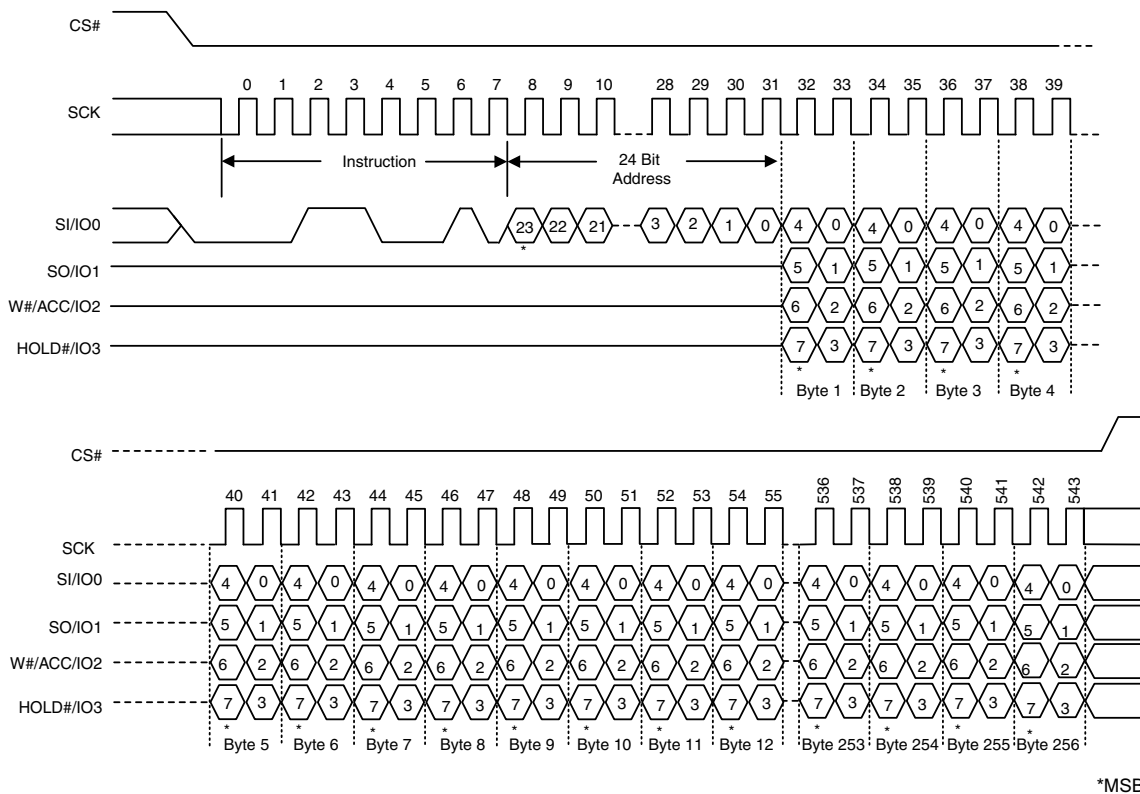 CS#
0 1 2 3 4 5 6 7 8 9 10 28 29 30 31 32 33 34 35 36 37 38 39
SCK
Instruction 24 Bit
Address
SI/IO0 23 22 21 3 2 1 0 4 0 4 0 4 0 4 0
*
SO/IO1 5 1 5 1 5 1 5 1
W#/ACC/IO2 6 2 6 2 6 2 6 2
HOLD#/IO3 7 3 7 3 7 3 7 3
* * * *
Byte 1 Byte 2 Byte 3 Byte 4
CS#
40 41 42 43 44 45 46 47 48 49 50 51 52 53 54 55 536 537 538 539 540 541 542 543
SCK
SI/IO0 4 0 4 0 4 0 4 0 4 0 4 0 4 0 4 0 4 0 4 0 4 0 4 0
SO/IO1 5 1 5 1 5 1 5 1 5 1 5 1 5 1 5 1 5 1 5 1 5 1 5 1
W#/ACC/IO2 6 2 6 2 6 2 6 2 6 2 6 2 6 2 6 2 6 2 6 2 6 2 6 2
HOLD#/IO3 7 3 7 3 7 3 7 3 7 3 7 3 7 3 7 3 7 3 7 3 7 3 7 3
* * * * * * * * * * * *
Byte 5 Byte 6 Byte 7 Byte 8 Byte 9 Byte 10 Byte 11 Byte 12 Byte 253 Byte 254 Byte 255 Byte 256
*MSB